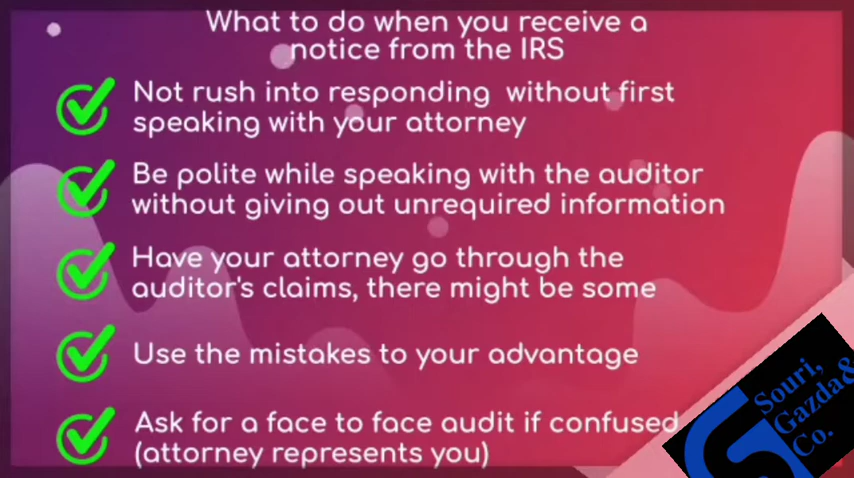 What to do when you receive a
notice from the IRS
Not rush into responding without first
speaking with your attorney
Be polite while speaking with the auditor
without giving out unrequired information
Have your attorney go through the
auditor's claims, there might be some
Use the mistakes to your advantage
Ask for a face to face audit if confused
(attorney represents you)
Souri,
Gazda&
Co.